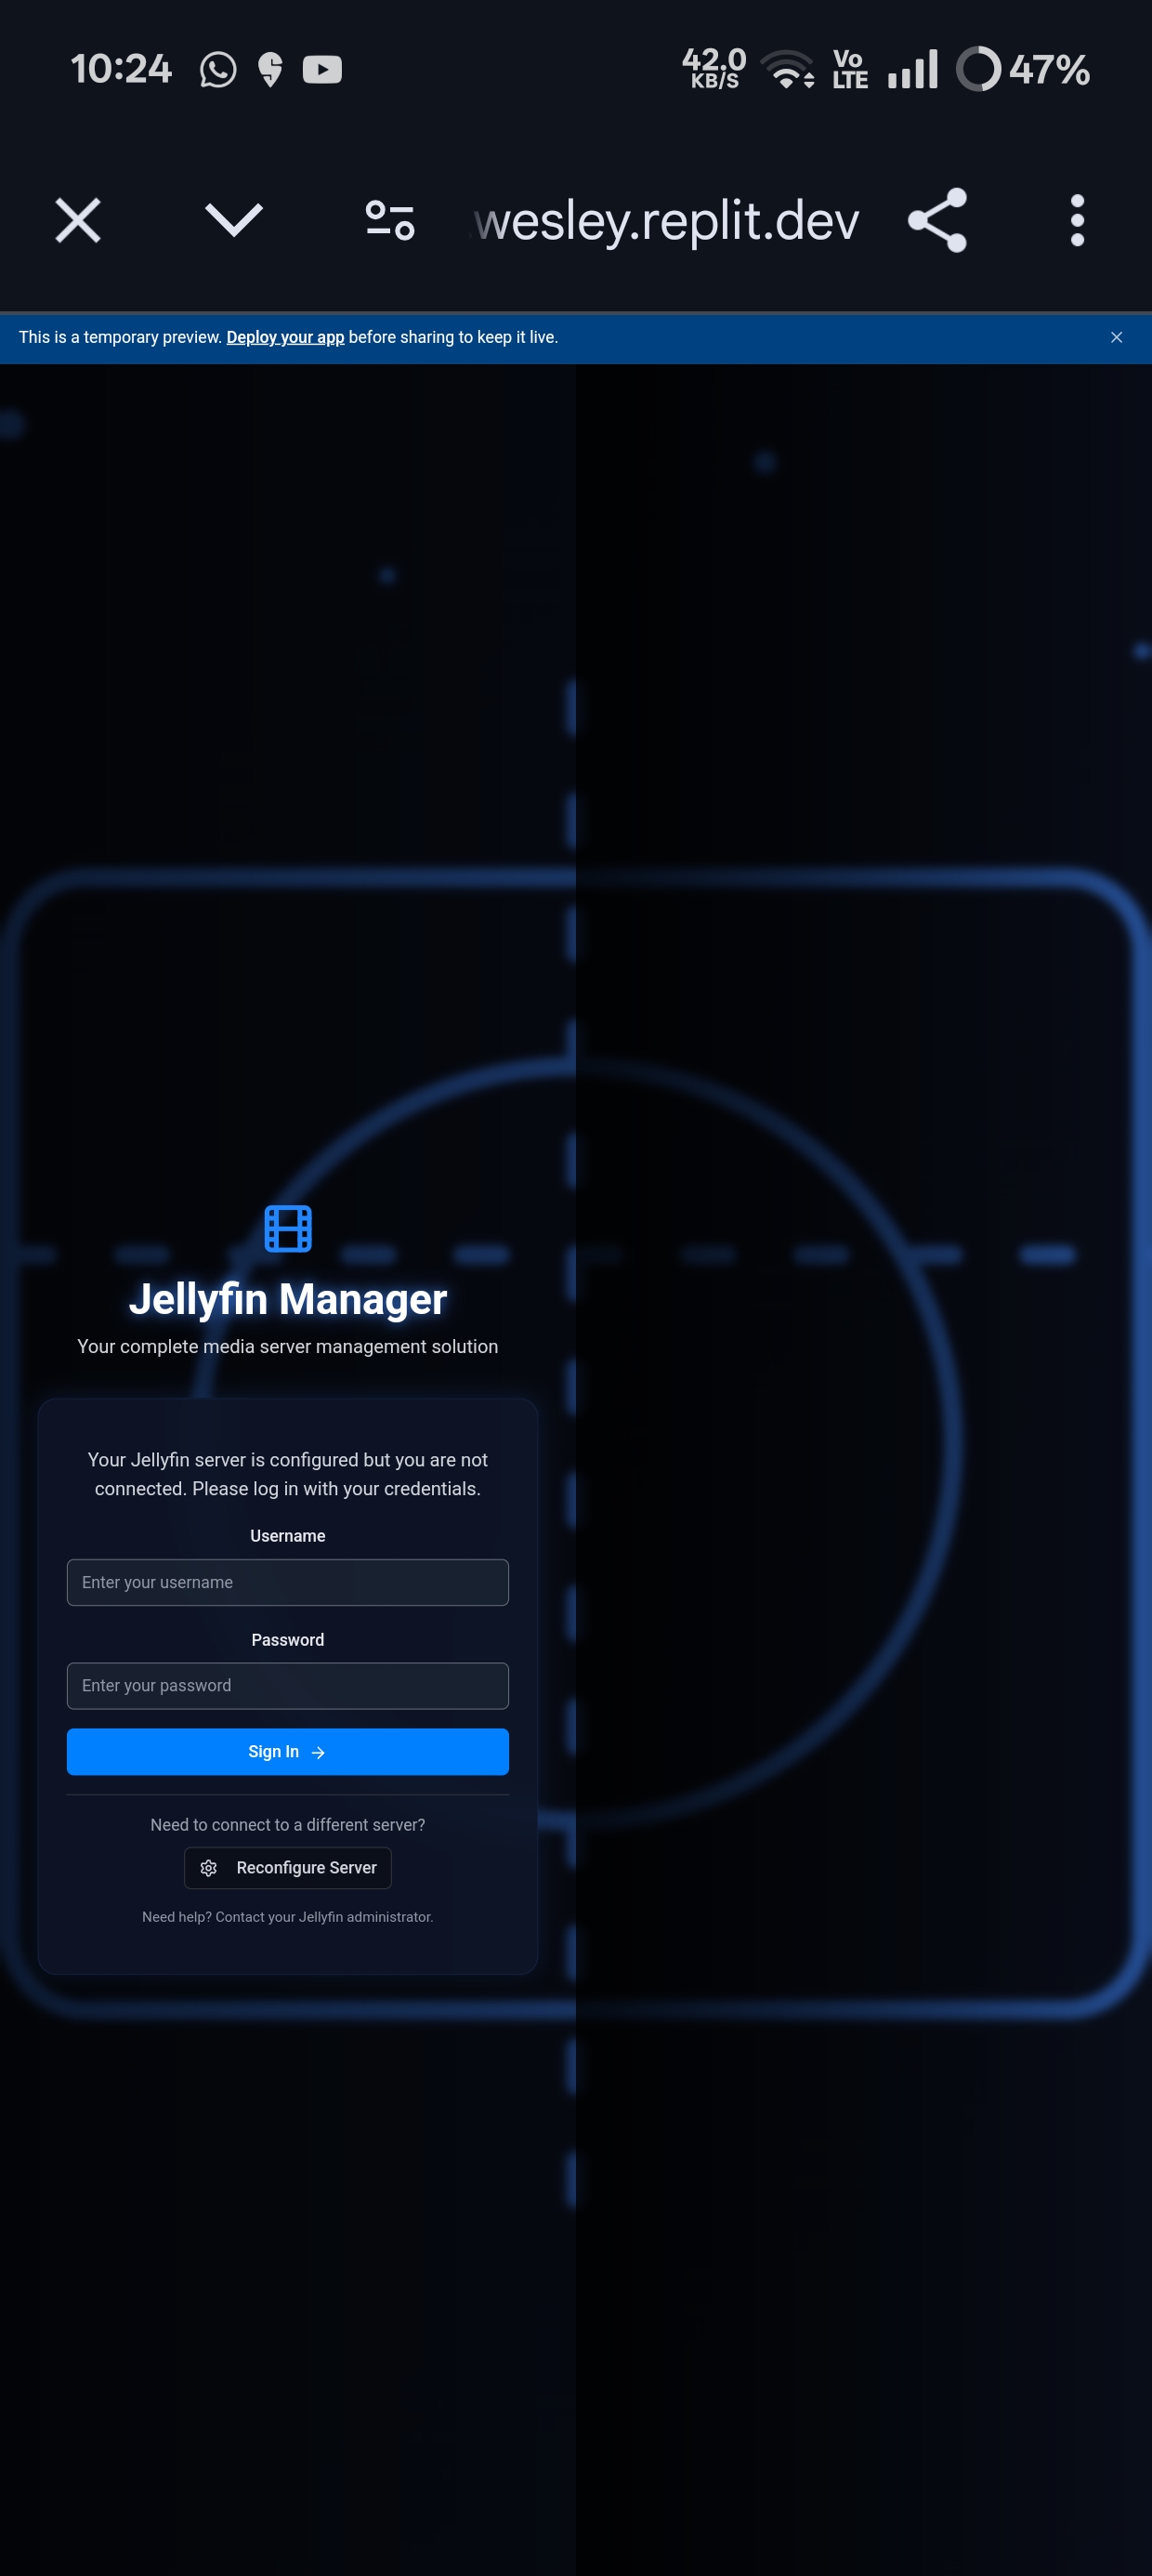 10:24
42.0
KB/S
Vo
LTE
47%
wesley.replit.dev
This is a temporary preview. Deploy your app before sharing to keep it live.
Jellyfin Manager
Your complete media server management solution
Your Jellyfin server is configured but you are not
connected. Please log in with your credentials.
Username
Enter your username
Password
Enter your password
Sign In →
Need to connect to a different server?
Reconfigure Server
Need help? Contact your Jellyfin administrator.